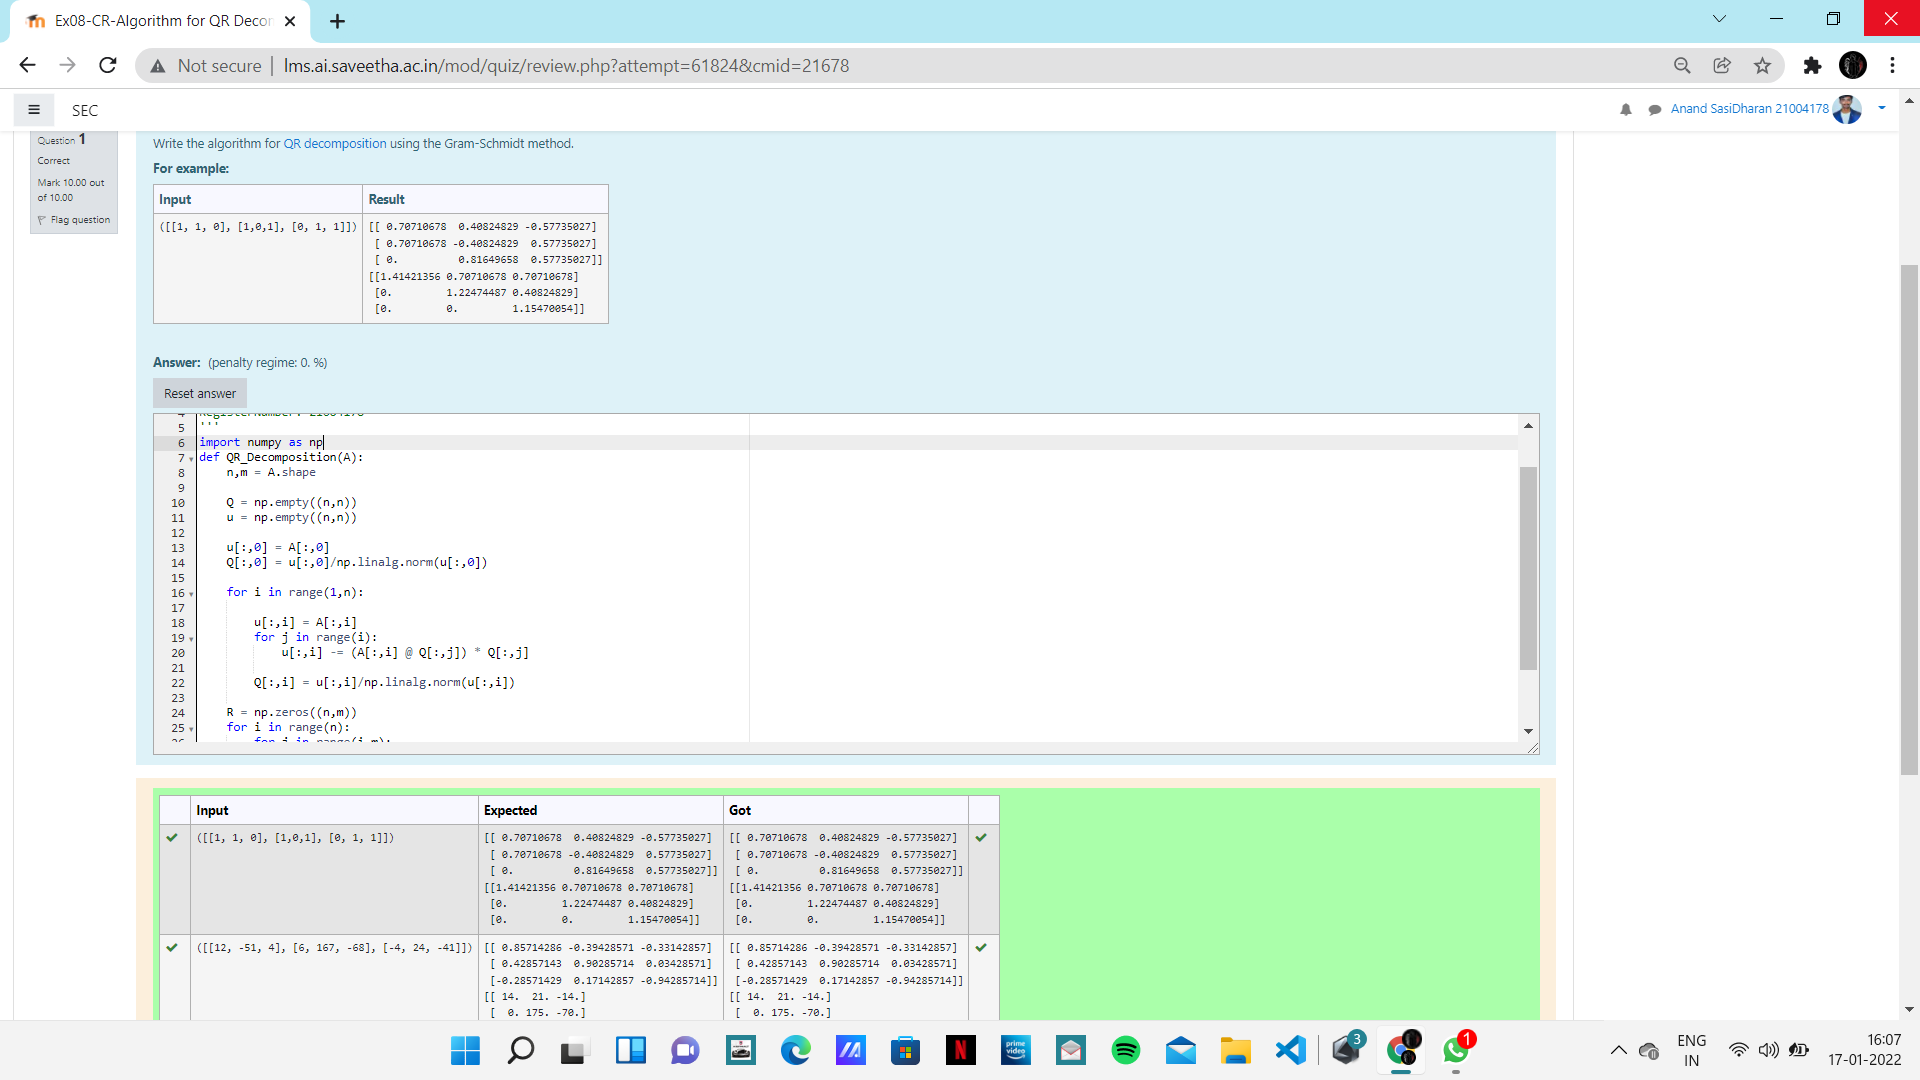 Ex08-CR-Algorithm for QR Decor
Not secure | lms.ai.saveetha.ac.in/mod/quiz/review.php?attempt=61824&cmid=21678
SEC
Anand SasiDharan 21004178
Question 1
Correct
Mark 10.00 out
of 10.00
Flag question
Write the algorithm for QR decomposition using the Gram-Schmidt method.
For example:
Input Result
([[1, 1, 0], [1,0,1], [0, 1, 1]]) [[ 0.70710678  0.40824829 -0.57735027]
[ 0.70710678 -0.40824829  0.57735027]
[ 0.          0.81649658  0.57735027]]
[[1.41421356 0.70710678 0.70710678]
[0.         1.22474487 0.40824829]
[0.         0.         1.15470054]]
Answer: (penalty regime: 0. %)
Reset answer
4 RegisterNumber: 21004178
5 '''
6 import numpy as np
7 def QR_Decomposition(A):
8     n,m = A.shape
9
10     Q = np.empty((n,n))
11     u = np.empty((n,n))
12
13     u[:,0] = A[:,0]
14     Q[:,0] = u[:,0]/np.linalg.norm(u[:,0])
15
16     for i in range(1,n):
17
18         u[:,i] = A[:,i]
19         for j in range(i):
20             u[:,i] -= (A[:,i] @ Q[:,j]) * Q[:,j]
21
22         Q[:,i] = u[:,i]/np.linalg.norm(u[:,i])
23
24     R = np.zeros((n,m))
25     for i in range(n):
26         for j in range(i,m):
Input Expected Got
([[1, 1, 0], [1,0,1], [0, 1, 1]]) [[ 0.70710678  0.40824829 -0.57735027] [[ 0.70710678  0.40824829 -0.57735027]
[ 0.70710678 -0.40824829  0.57735027] [ 0.70710678 -0.40824829  0.57735027]
[ 0.          0.81649658  0.57735027]] [ 0.          0.81649658  0.57735027]]
[[1.41421356 0.70710678 0.70710678] [[1.41421356 0.70710678 0.70710678]
[0.         1.22474487 0.40824829] [0.         1.22474487 0.40824829]
[0.         0.         1.15470054]] [0.         0.         1.15470054]]
([[12, -51, 4], [6, 167, -68], [-4, 24, -41]]) [[ 0.85714286 -0.39428571 -0.33142857] [[ 0.85714286 -0.39428571 -0.33142857]
[ 0.42857143  0.90285714  0.03428571] [ 0.42857143  0.90285714  0.03428571]
[-0.28571429  0.17142857 -0.94285714]] [-0.28571429  0.17142857 -0.94285714]]
[[ 14.  21. -14.] [[ 14.  21. -14.]
[  0. 175. -70.] [  0. 175. -70.]
prime video
N
3
1
ENG
IN
16:07
17-01-2022